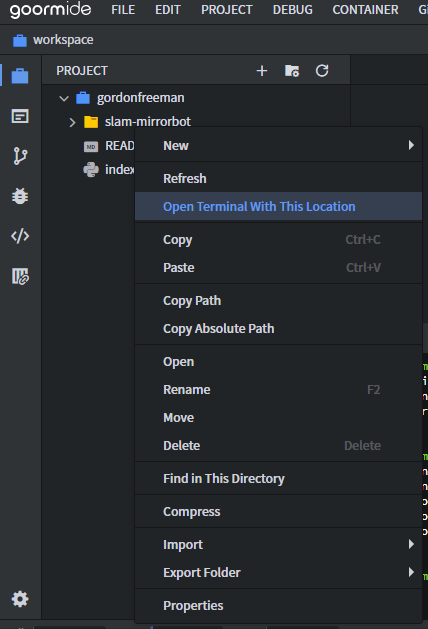 goormide FILE EDIT PROJECT DEBUG CONTAINER
workspace
PROJECT
gordonfreeman
slam-mirrorbot
READ
index
New
Refresh
Open Terminal With This Location
Copy Ctrl+C
Paste Ctrl+V
Copy Path
Copy Absolute Path
Open
Rename F2
Move
Delete Delete
Find in This Directory
Compress
Import
Export Folder
Properties